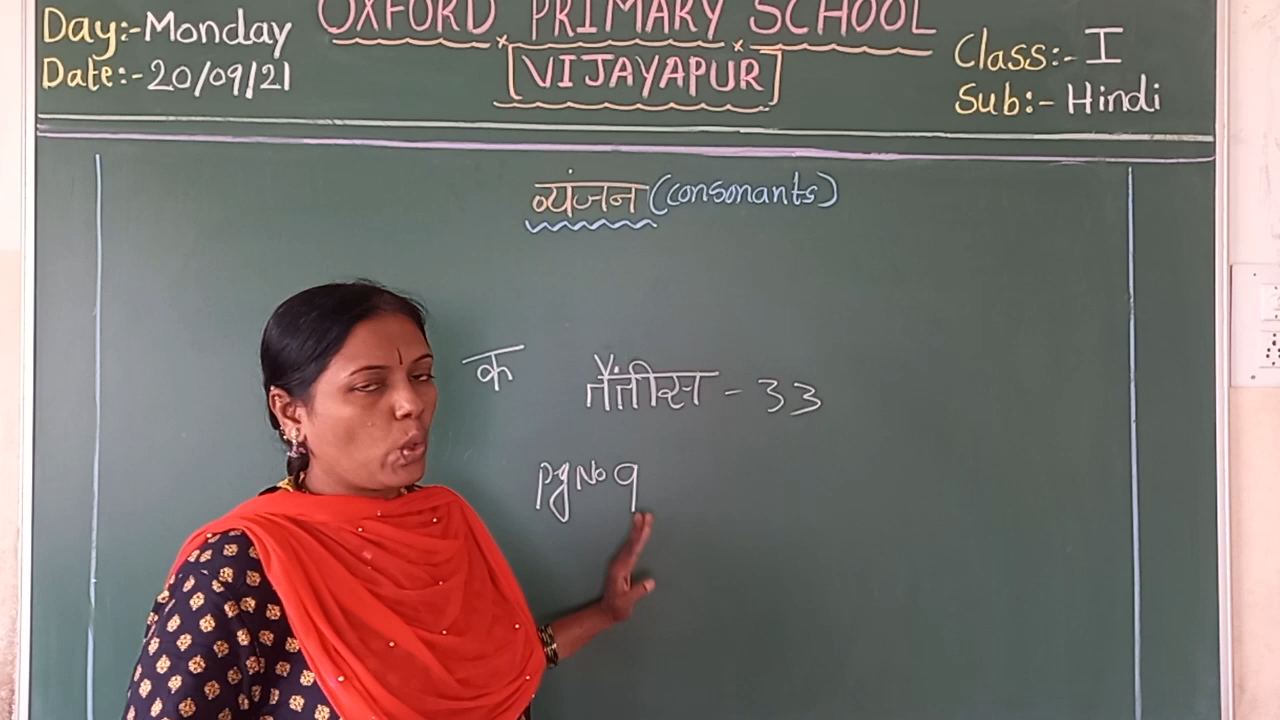 OXFORD PRIMARY SCHOOL
[VIJAYAPUR]
Day:-Monday
Date:-20/09/21
Class:- I
Sub:- Hindi
व्यंजन (consonants)
क
तैंतीस - 33
Pg No 9